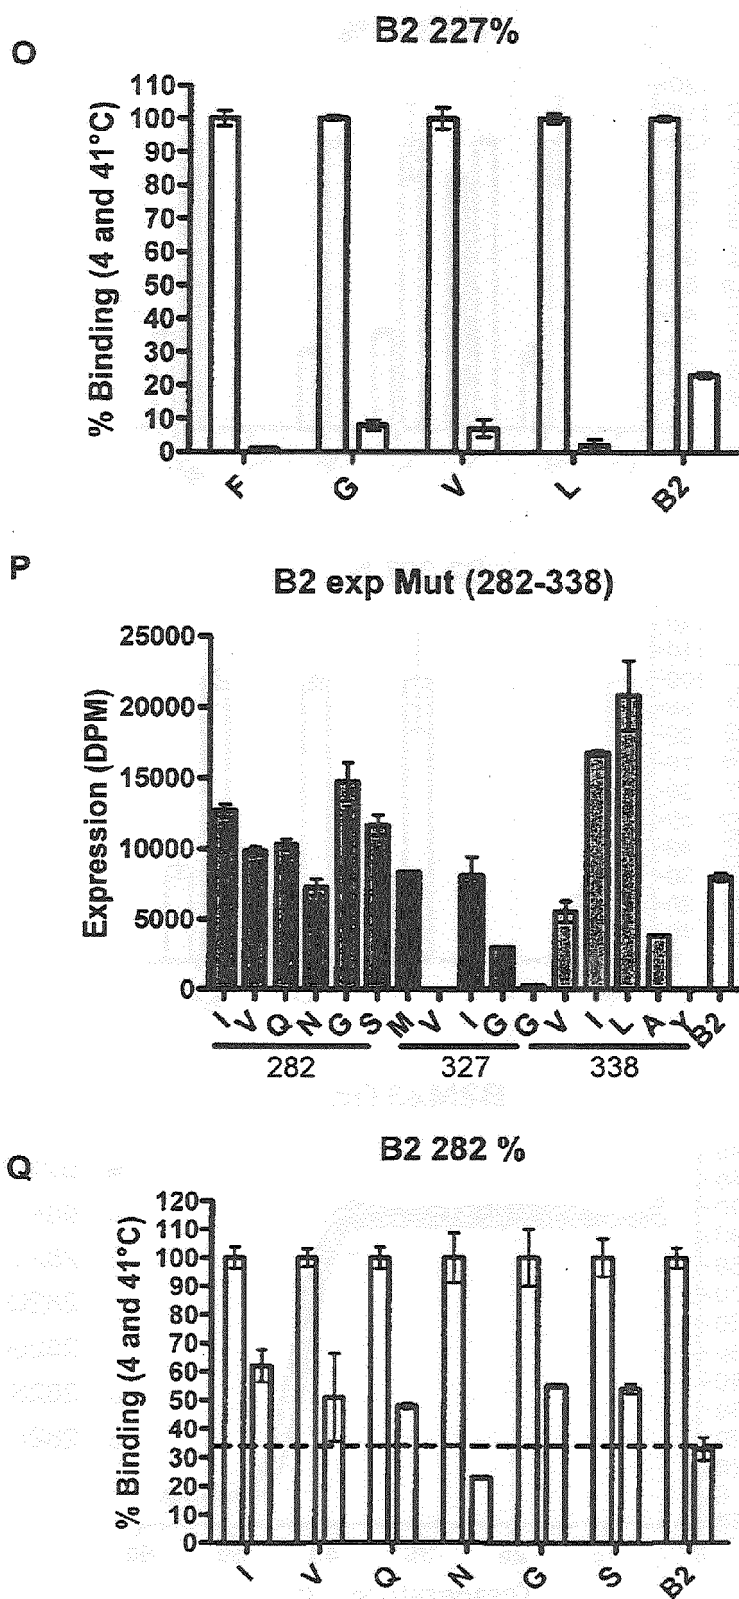 O
B2 227%
% Binding (4 and 41°C)
110
100
90
80
70
60
50
40
30
20
10
0
F G V L B2
P
B2 exp Mut (282-338)
Expression (DPM)
25000
20000
15000
10000
5000
0
I V Q N G S M V I G G V I L A Y B2
282 327 338
Q
B2 282 %
% Binding (4 and 41°C)
120
110
100
90
80
70
60
50
40
30
20
10
0
I V Q N G S B2